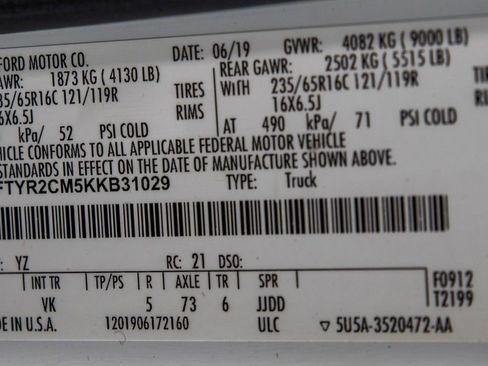 FORD MOTOR CO. DATE: 06/19 GVWR: 4082 KG ( 9000 LB)
AWR: 1873 KG ( 4130 LB) REAR GAWR: 2502 KG ( 5515 LB)
35/65R16C 121/119R TIRES WITH 235/65R16C 121/119R TIRES
16X6.5J RIMS 16X6.5J RIMS
kPa/ 52 PSI COLD AT 490 kPa/ 71 PSI COLD
HICLE CONFORMS TO ALL APPLICABLE FEDERAL MOTOR VEHICLE
STANDARDS IN EFFECT ON THE DATE OF MANUFACTURE SHOWN ABOVE.
FTYR2CM5KKB31029 TYPE: Truck
: YZ RC: 21 DSO:
INT TR TP/PS R AXLE TR SPR F0912
VK 5 73 6 JJDD T2199
DE IN U.S.A. 1201906172160 ULC ▽ 5U5A-3520472-AA